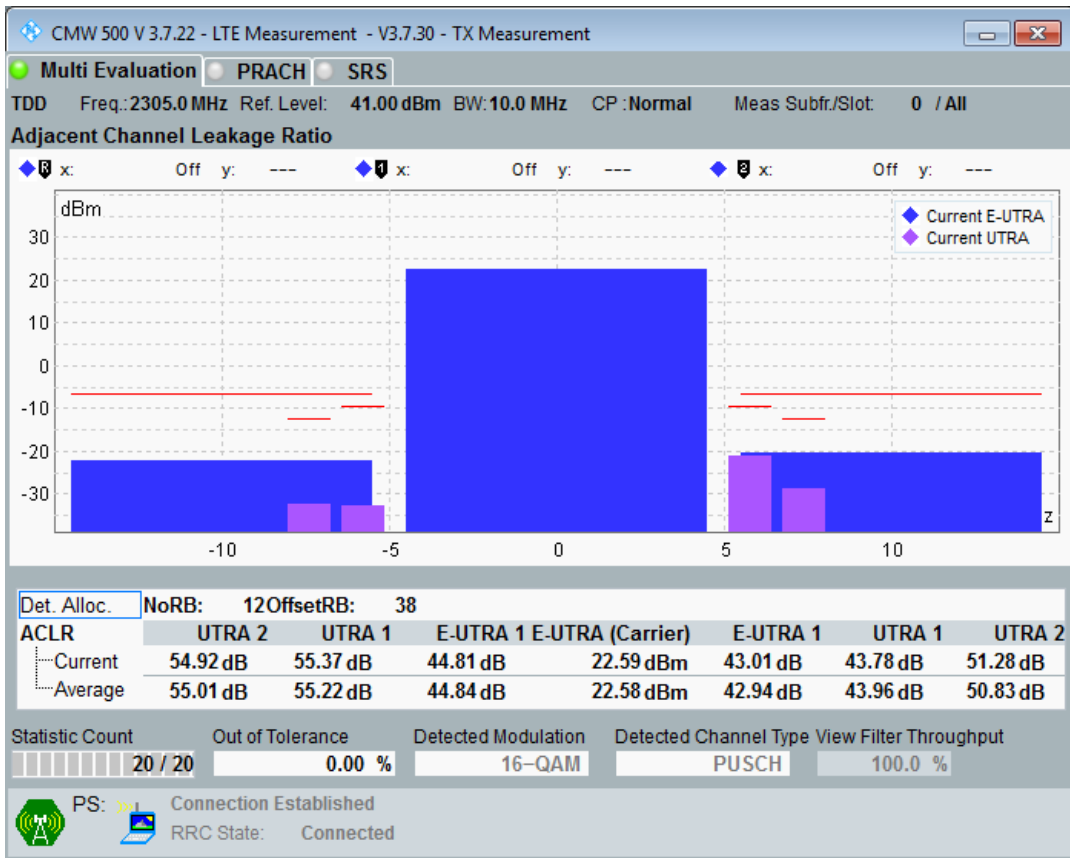 CMW 500 V 3.7.22 - LTE Measurement - V3.7.30 - TX Measurement
Multi Evaluation PRACH SRS
TDD Freq.:2305.0 MHz Ref. Level: 41.00 dBm BW:10.0 MHz CP :Normal Meas Subfr./Slot: 0 / All
Adjacent Channel Leakage Ratio
R x: Off y: --- 1 x: Off y: --- 2 x: Off y: ---
dBm
Current E-UTRA
Current UTRA
30
20
10
0
-10
-20
-30
z
-10 -5 0 5 10
Det. Alloc. NoRB: 12 OffsetRB: 38
ACLR UTRA 2 UTRA 1 E-UTRA 1 E-UTRA (Carrier) E-UTRA 1 UTRA 1 UTRA 2
Current 54.92 dB 55.37 dB 44.81 dB 22.59 dBm 43.01 dB 43.78 dB 51.28 dB
Average 55.01 dB 55.22 dB 44.84 dB 22.58 dBm 42.94 dB 43.96 dB 50.83 dB
Statistic Count Out of Tolerance Detected Modulation Detected Channel Type View Filter Throughput
20 / 20 0.00 % 16-QAM PUSCH 100.0 %
PS: Connection Established
RRC State: Connected